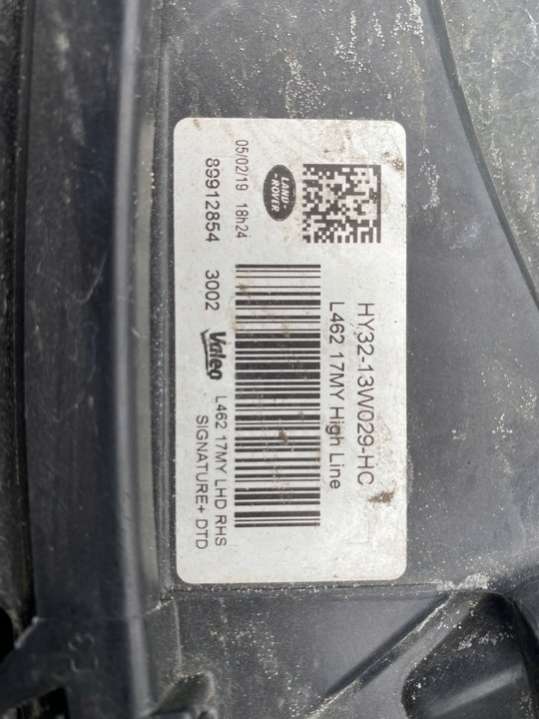 LAND-
ROVER
HY32-13W029-HC
L462 17MY High Line
05/02/19 18h24
89912854 3002 Valeo L462 17MY LHD RHS
SIGNATURE+ DTD